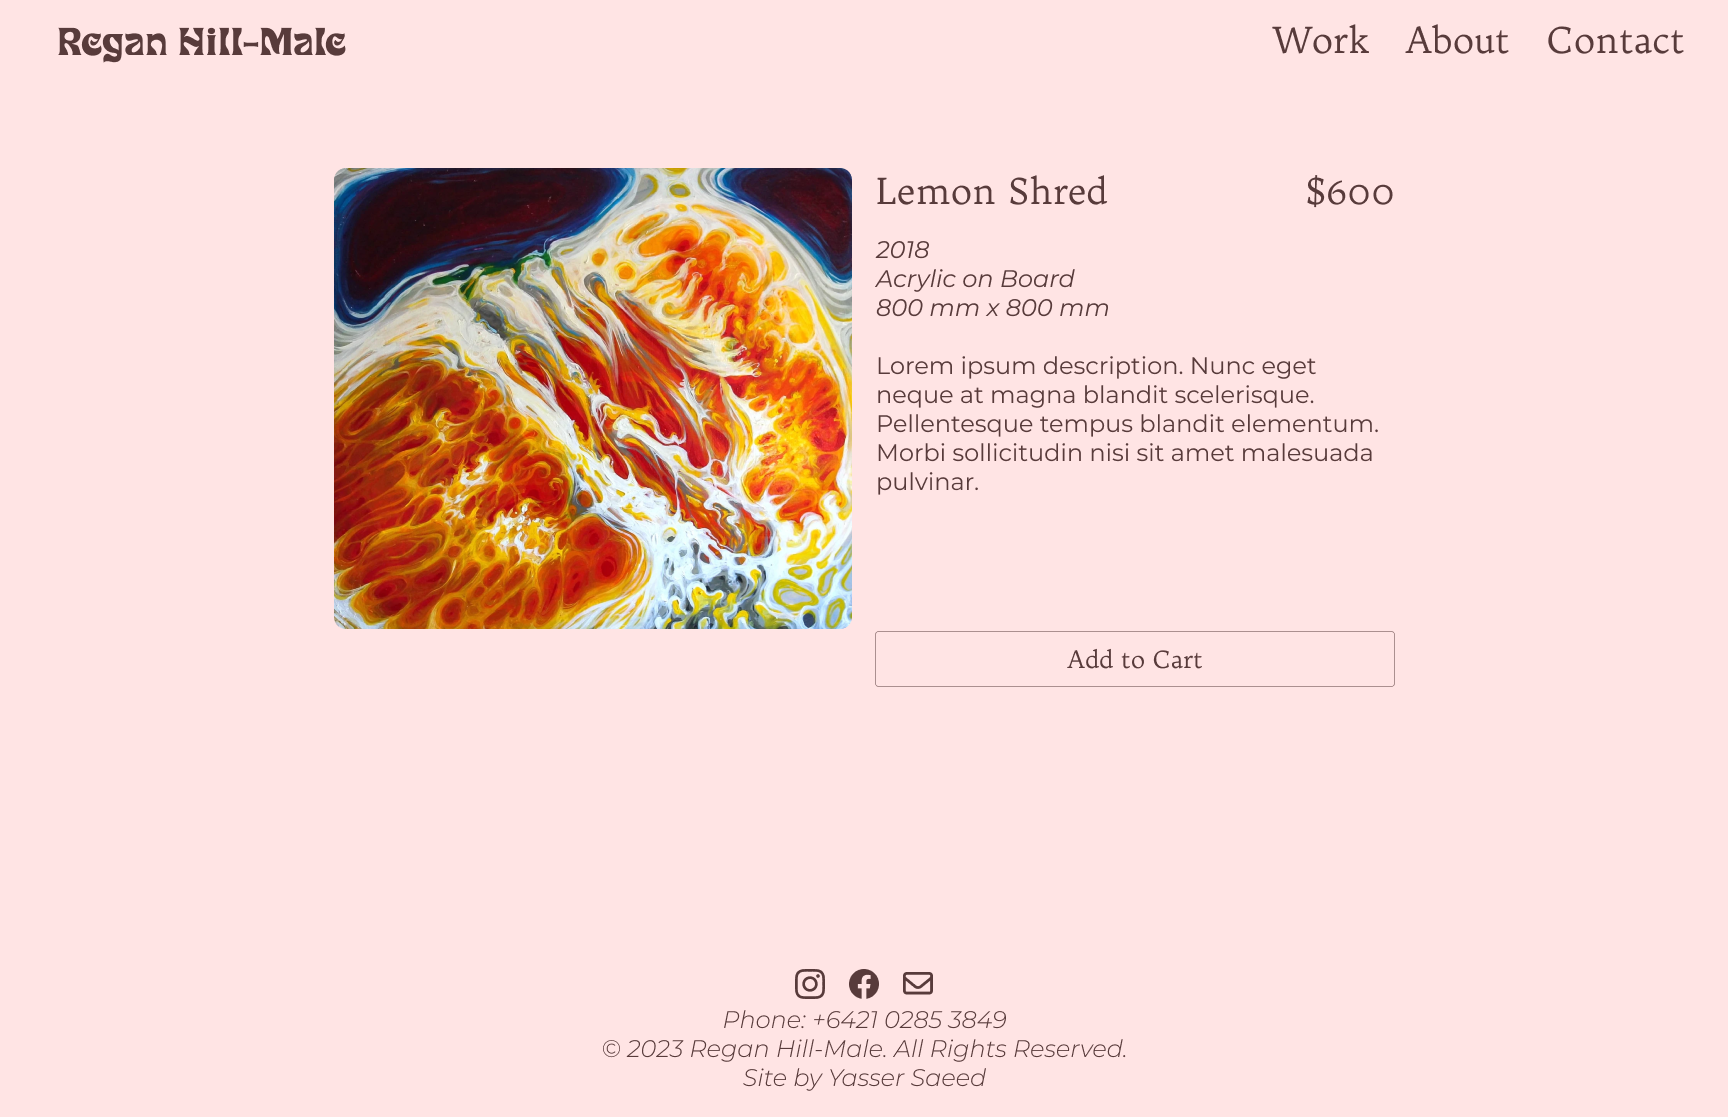 Regan Hill-Male
Work About Contact
Lemon Shred $600
2018
Acrylic on Board
800 mm x 800 mm
Lorem ipsum description. Nunc eget
neque at magna blandit scelerisque.
Pellentesque tempus blandit elementum.
Morbi sollicitudin nisi sit amet malesuada
pulvinar.
Add to Cart
Phone: +6421 0285 3849
© 2023 Regan Hill-Male. All Rights Reserved.
Site by Yasser Saeed